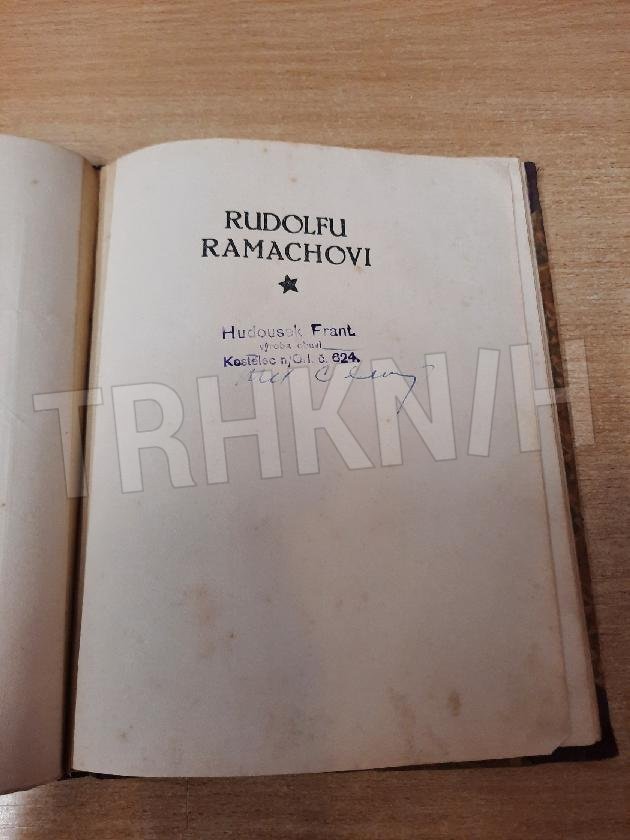 RUDOLFU
RAMACHOVI
Hudousek Frant.
výroba obuvi
Kostelec n/O.l. č. 624.
TRHKNIH